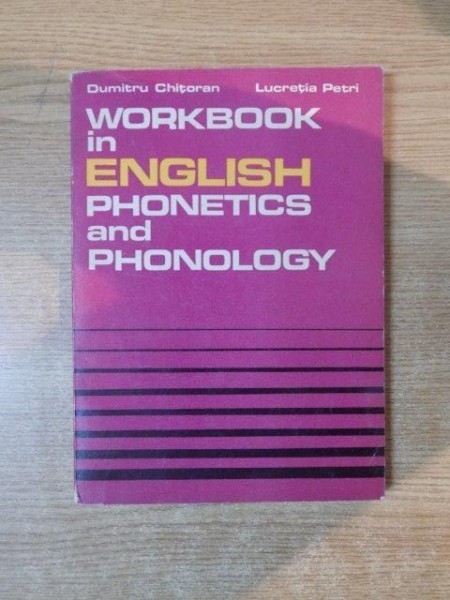 Dumitru Chițoran Lucreția Petri
WORKBOOK
in
ENGLISH
PHONETICS
and
PHONOLOGY